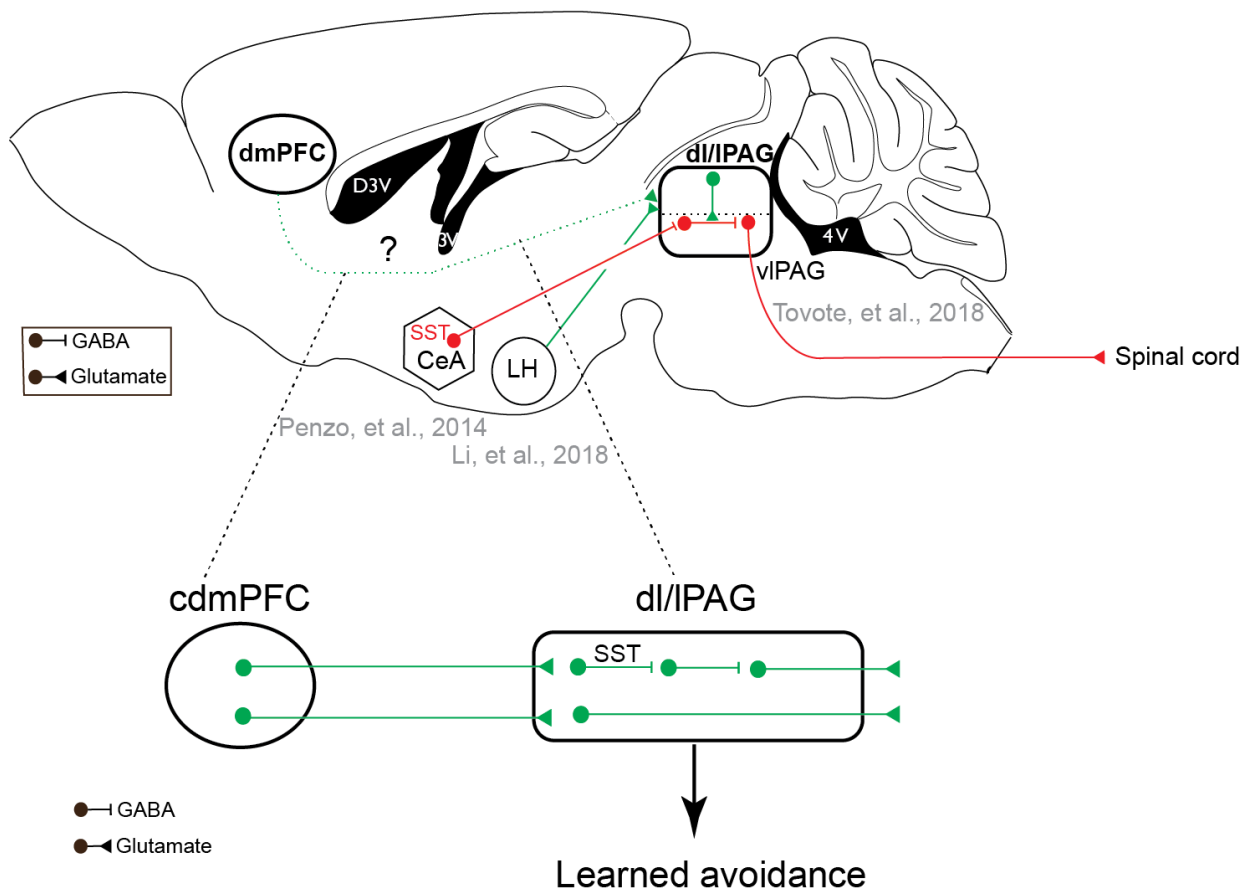 dmPFC
D3V
?
3V
dl/lPAG
vlPAG
4V
Tovote, et al., 2018
Spinal cord
GABA
Glutamate
SST
CeA
LH
Penzo, et al., 2014
Li, et al., 2018
cdmPFC
dl/lPAG
SST
GABA
Glutamate
Learned avoidance